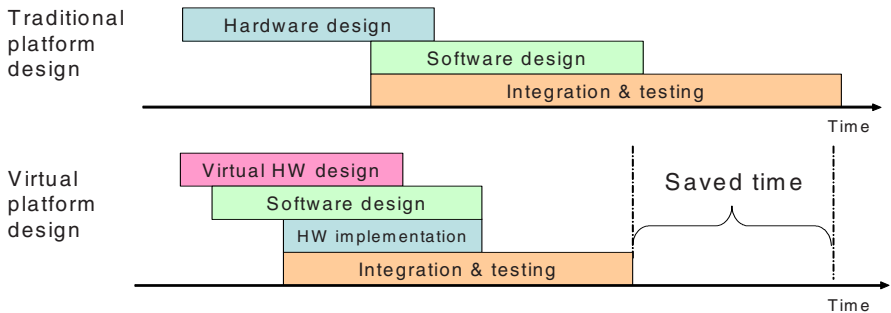 Traditional
platform
design
Hardware design
Software design
Integration & testing
Time
Virtual
platform
design
Virtual HW design
Software design
HW implementation
Integration & testing
Saved time
Time